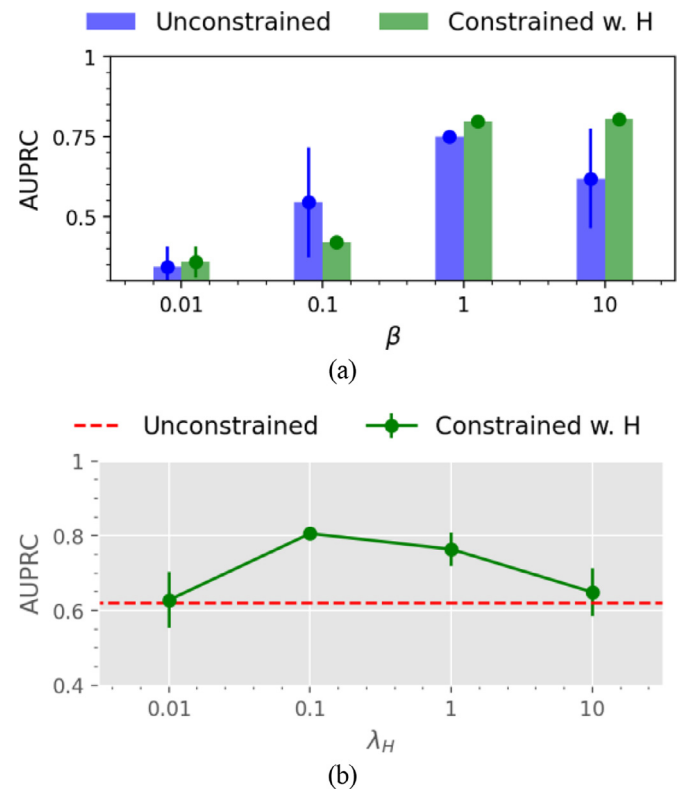 Unconstrained Constrained w. H
1
0.75
0.5
AUPRC
0.01 0.1 1 10
β
(a)
Unconstrained Constrained w. H
1
0.8
0.6
0.4
AUPRC
0.01 0.1 1 10
λ_H
(b)